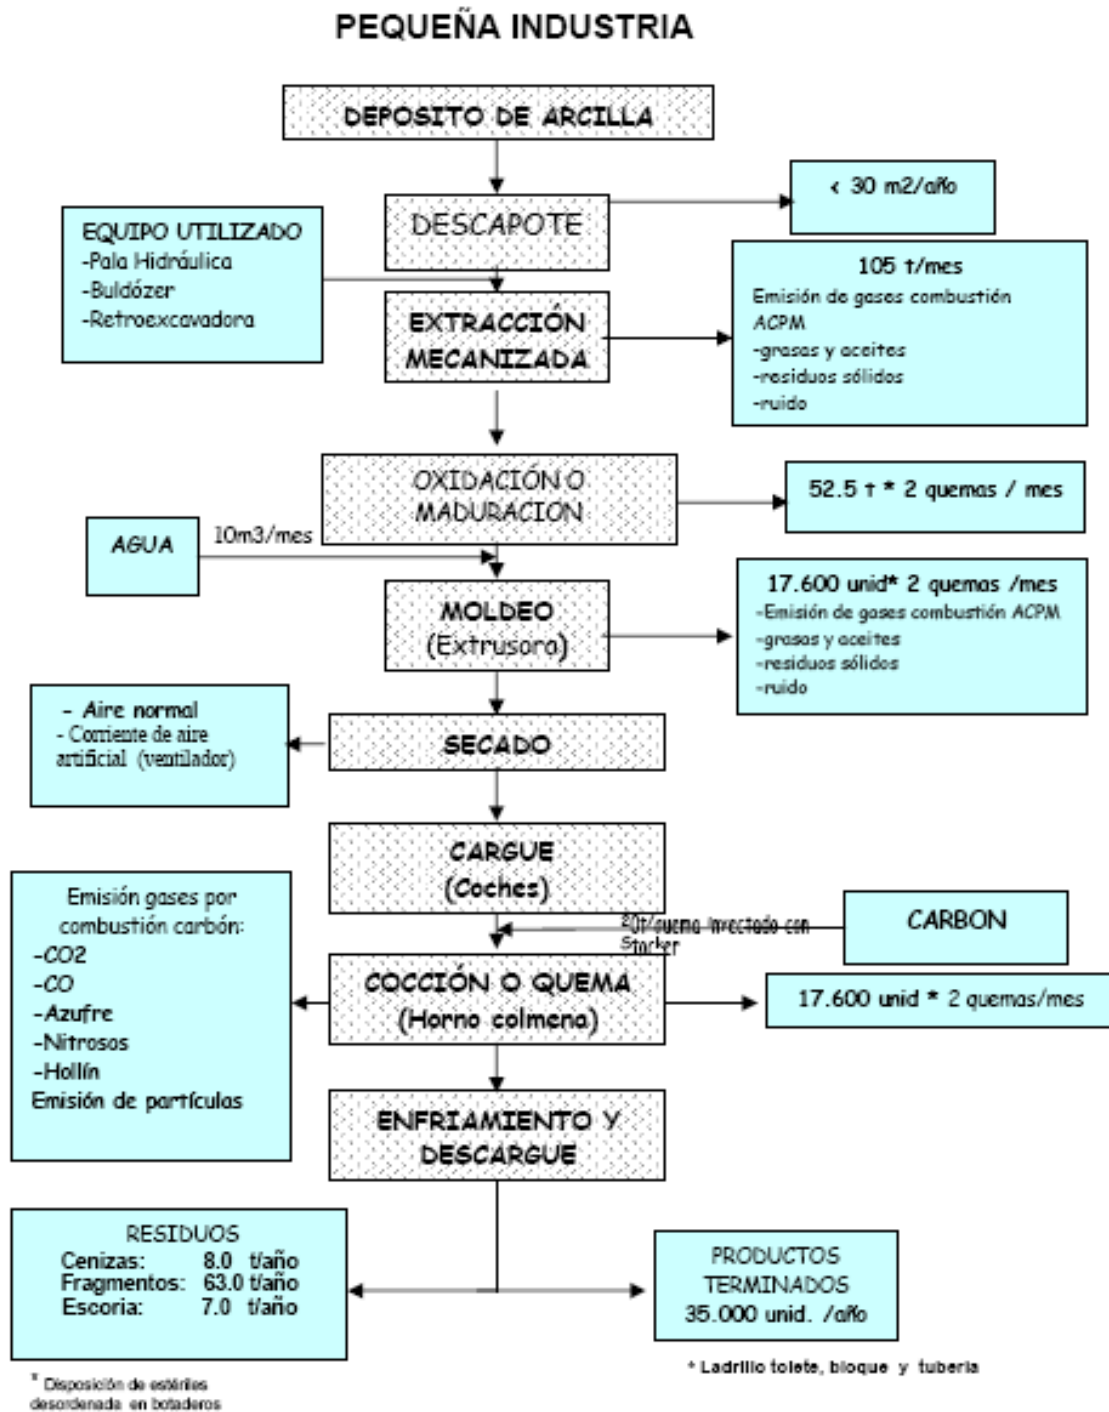 PEQUEÑA INDUSTRIA
DEPOSITO DE ARCILLA
DESCAPOTE
< 30 m2/año
EQUIPO UTILIZADO
-Pala Hidráulica
-Buldózer
-Retroexcavadora
EXTRACCIÓN
MECANIZADA
105 t/mes
Emisión de gases combustión
ACPM
-grasas y aceites
-residuos sólidos
-ruido
OXIDACIÓN O
MADURACION
52.5 t * 2 quemas / mes
AGUA
10m3/mes
MOLDEO
(Extrusora)
17.600 unid* 2 quemas /mes
-Emisión de gases combustión ACPM
-grasas y aceites
-residuos sólidos
-ruido
- Aire normal
- Corriente de aire
artificial (ventilador)
SECADO
CARGUE
(Coches)
Emisión gases por
combustión carbón:
-CO2
-CO
-Azufre
-Nitrosos
-Hollín
Emisión de partículas
20t/quema inyectado con
Stocker
CARBON
COCCIÓN O QUEMA
(Horno colmena)
17.600 unid * 2 quemas/mes
ENFRIAMIENTO Y
DESCARGUE
RESIDUOS
Cenizas: 8.0 t/año
Fragmentos: 63.0 t/año
Escoria: 7.0 t/año
PRODUCTOS
TERMINADOS
35.000 unid. /año
* Disposición de estériles
desordenada en botaderos
* Ladrillo tolete, bloque y tuberia